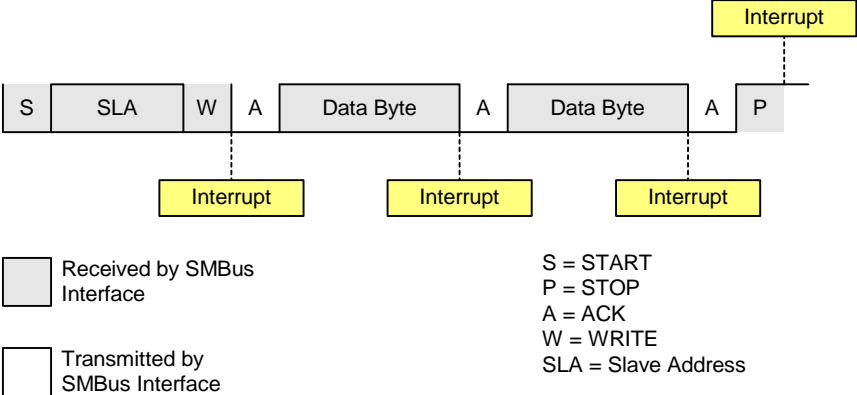 Interrupt
S SLA W A Data Byte A Data Byte A P
Interrupt Interrupt Interrupt
Received by SMBus
Interface
Transmitted by
SMBus Interface
S = START
P = STOP
A = ACK
W = WRITE
SLA = Slave Address